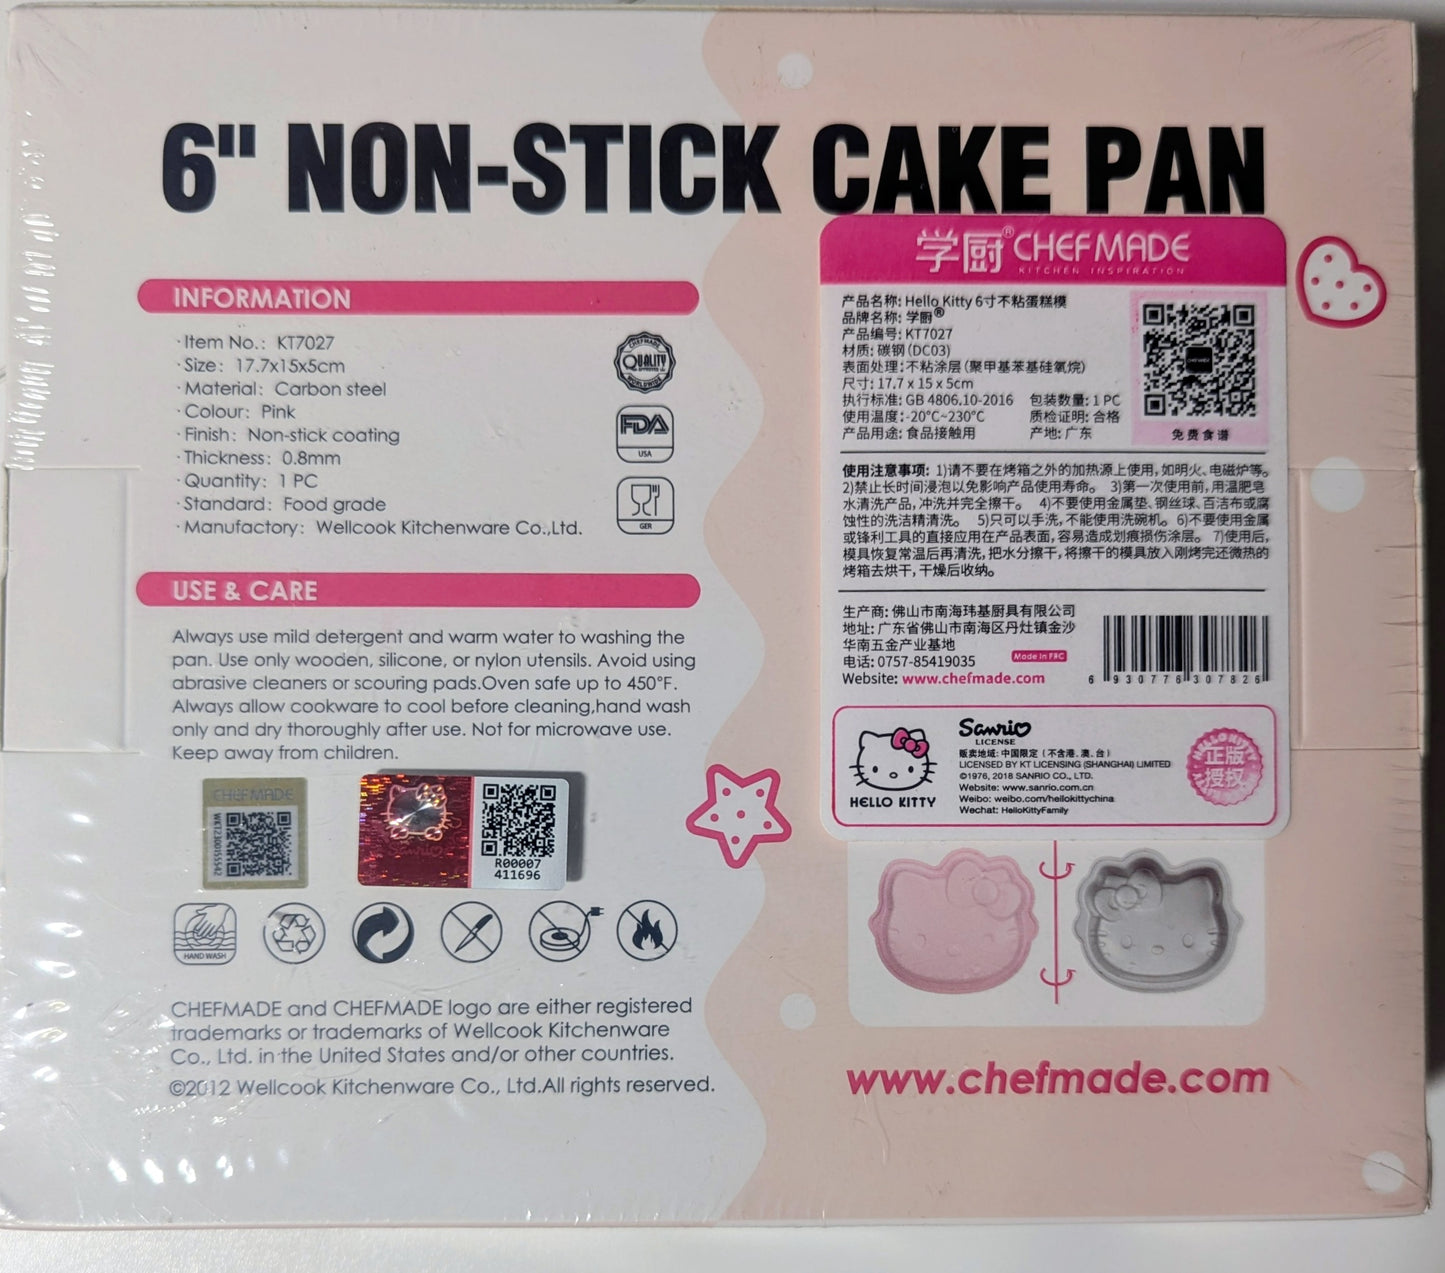 6" NON-STICK CAKE PAN
INFORMATION
·Item No.: KT7027
·Size: 17.7x15x5cm
·Material: Carbon steel
·Colour: Pink
·Finish: Non-stick coating
·Thickness: 0.8mm
·Quantity: 1 PC
·Standard: Food grade
·Manufactory: Wellcook Kitchenware Co.,Ltd.
CHEFMADE
QUALITY
WORLDWIDE
FDA
USA
GER
USE & CARE
Always use mild detergent and warm water to washing the
pan. Use only wooden, silicone, or nylon utensils. Avoid using
abrasive cleaners or scouring pads.Oven safe up to 450°F.
Always allow cookware to cool before cleaning,hand wash
only and dry thoroughly after use. Not for microwave use.
Keep away from children.
CHEFMADE
WKT23001555542
Sanrio
R00007
411696
HAND WASH
CHEFMADE and CHEFMADE logo are either registered
trademarks or trademarks of Wellcook Kitchenware
Co., Ltd. in the United States and/or other countries.
©2012 Wellcook Kitchenware Co., Ltd.All rights reserved.
学厨® CHEFMADE
KITCHEN INSPIRATION
产品名称: Hello Kitty 6寸不粘蛋糕模
品牌名称: 学厨®
产品编号: KT7027
材质: 碳钢(DC03)
表面处理: 不粘涂层(聚甲基苯基硅氧烷)
尺寸: 17.7 x 15 x 5cm
执行标准: GB 4806.10-2016 包装数量: 1 PC
使用温度: -20°C~230°C 质检证明: 合格
产品用途: 食品接触用 产地: 广东
免费食谱
使用注意事项: 1)请不要在烤箱之外的加热源上使用, 如明火、电磁炉等。
2)禁止长时间浸泡以免影响产品使用寿命。 3)第一次使用前, 用温肥皂
水清洗产品, 冲洗并完全擦干。 4)不要使用金属垫、钢丝球、百洁布或腐
蚀性的洗洁精清洗。 5)只可以手洗, 不能使用洗碗机。 6)不要使用金属
或锋利工具的直接应用在产品表面, 容易造成划痕损伤涂层。 7)使用后,
模具恢复常温后再清洗, 把水分擦干, 将擦干的模具放入刚烤完还微热的
烤箱去烘干, 干燥后收纳。
生产商: 佛山市南海玮基厨具有限公司
地址: 广东省佛山市南海区丹灶镇金沙
华南五金产业基地
电话: 0757-85419035 Made in PRC
Website: www.chefmade.com
6 930776 307826
HELLO KITTY
Sanrio
LICENSE
贩卖地域: 中国限定 (不含港、澳、台)
LICENSED BY KT LICENSING (SHANGHAI) LIMITED
©1976, 2018 SANRIO CO., LTD.
Website: www.sanrio.com.cn
Weibo: weibo.com/hellokittychina
Wechat: HelloKittyFamily
HELLO KITTY
正版
授权
www.chefmade.com